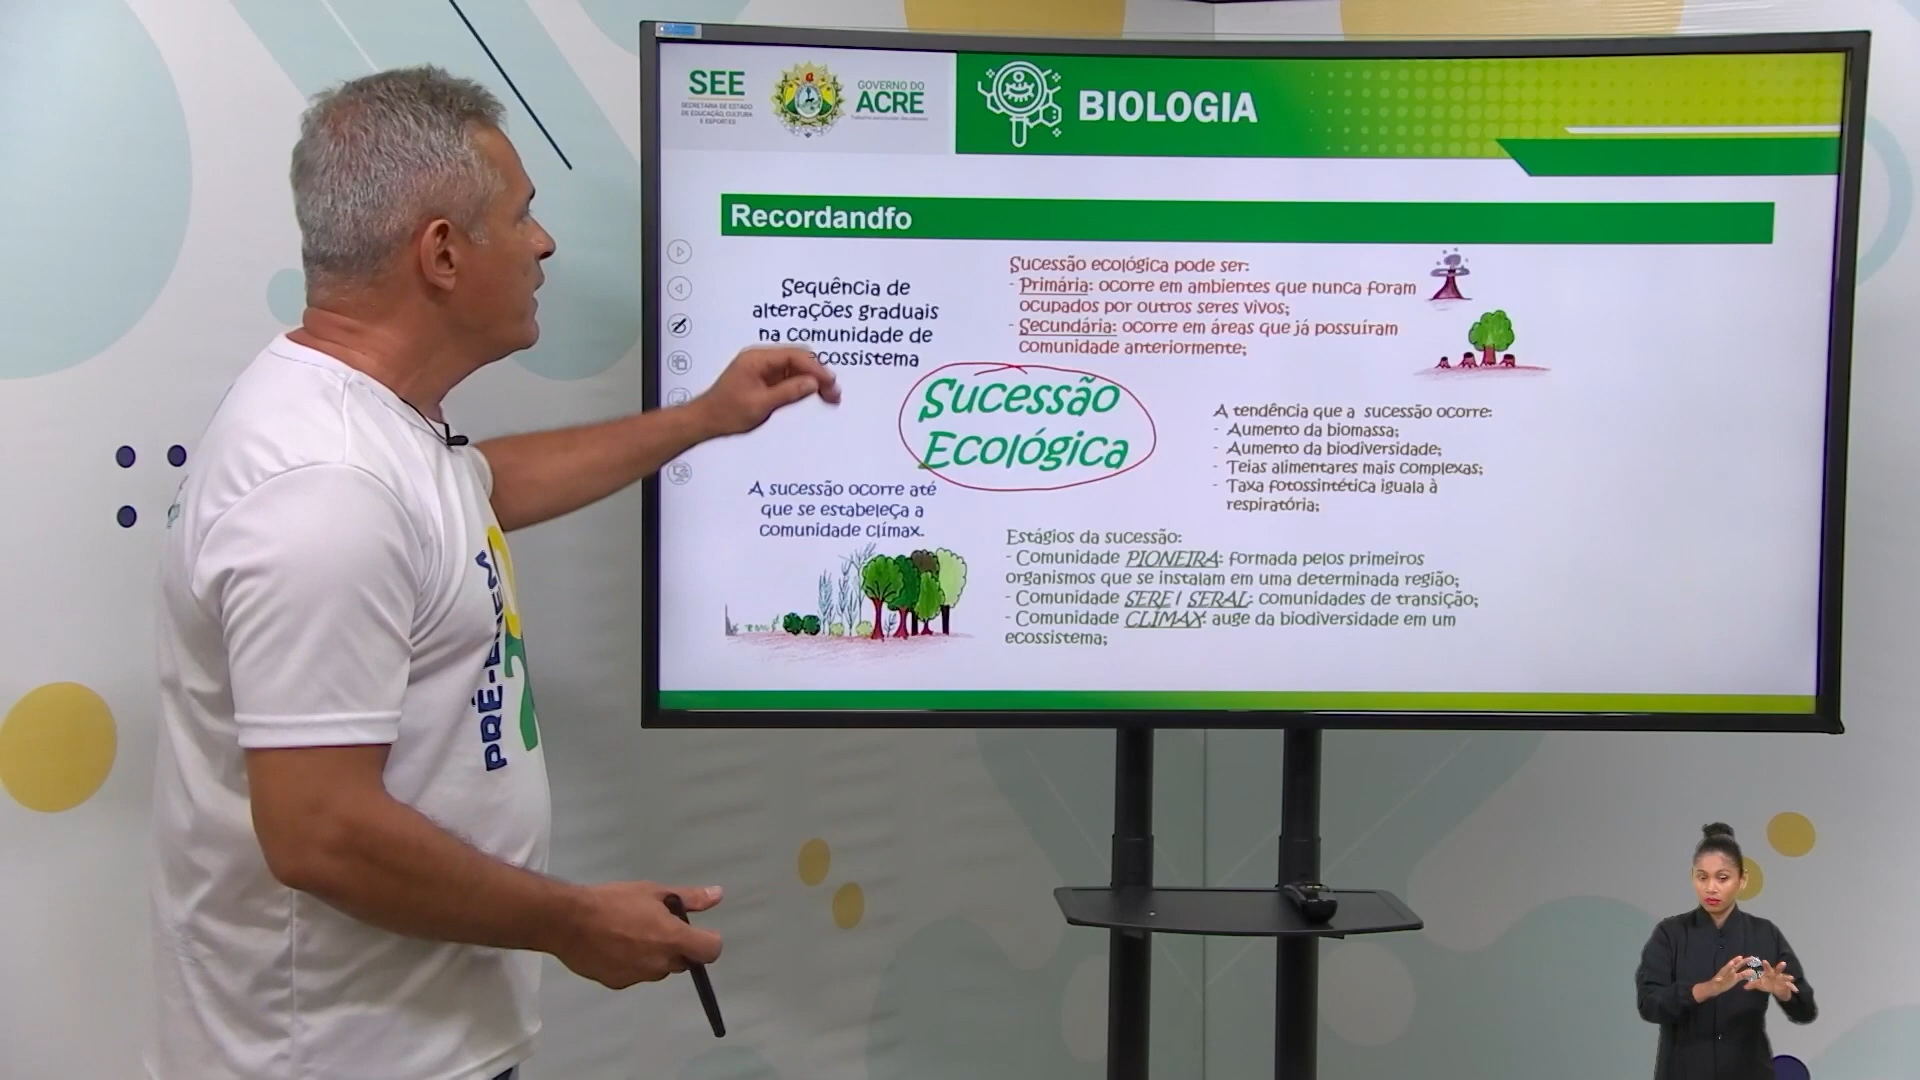 SEE
SECRETARIA DE ESTADO
DE EDUCAÇÃO, CULTURA
E ESPORTES
GOVERNO DO
ACRE
BIOLOGIA
Recordandfo
Sequência de
alterações graduais
na comunidade de
ecossistema
Sucessão ecológica pode ser:
- Primária: ocorre em ambientes que nunca foram
ocupados por outros seres vivos;
- Secundária: ocorre em áreas que já possuíram
comunidade anteriormente;
Sucessão
Ecológica
A tendência que a sucessão ocorre:
- Aumento da biomassa;
- Aumento da biodiversidade;
- Teias alimentares mais complexas;
- Taxa fotossintética iguala à
respiratória;
A sucessão ocorre até
que se estabeleça a
comunidade clímax.
Estágios da sucessão:
- Comunidade PIONEIRA: formada pelos primeiros
organismos que se instalam em uma determinada região;
- Comunidade SERE/ SERAL: comunidades de transição;
- Comunidade CLÍMAX: auge da biodiversidade em um
ecossistema;
PRÉ-ENEM